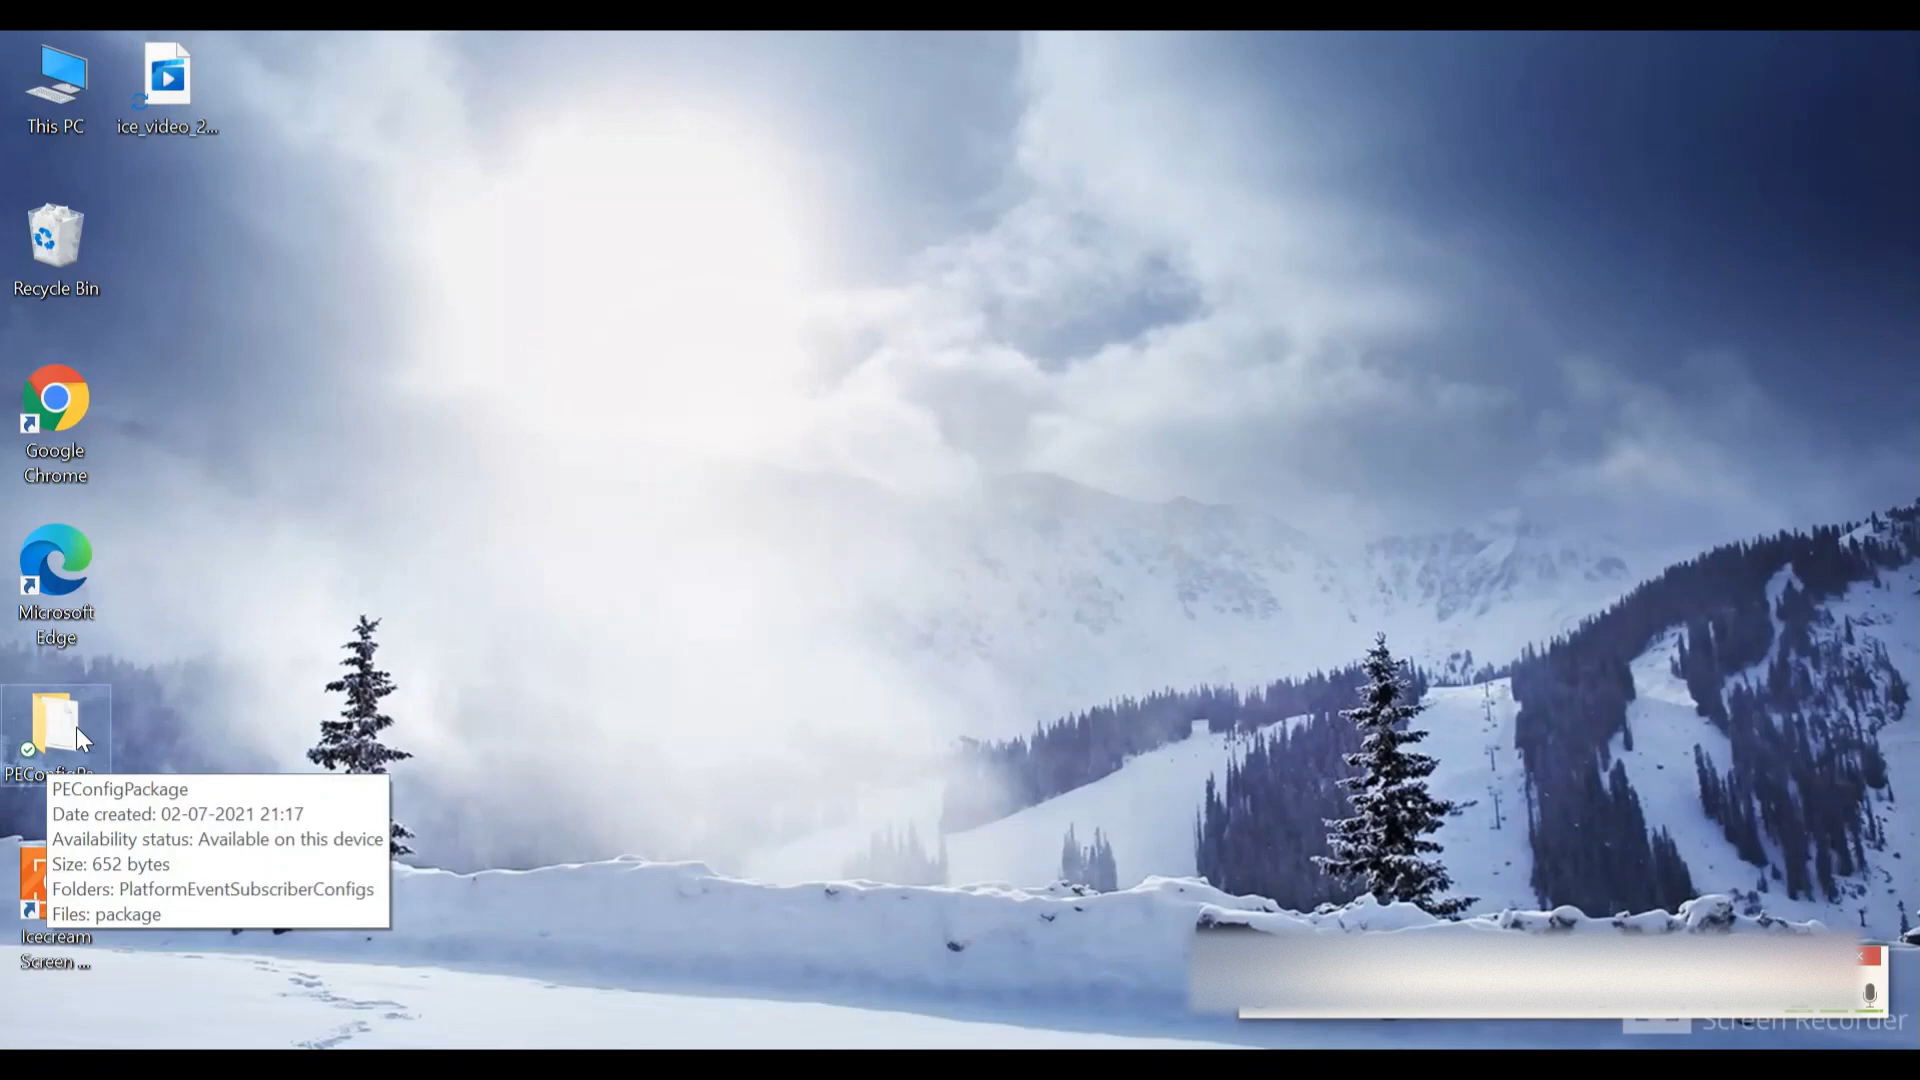 This PC
ice_video_2...
Recycle Bin
Google
Chrome
Microsoft
Edge
PEConfigPackage
Date created: 02-07-2021 21:17
Availability status: Available on this device
Size: 652 bytes
Folders: PlatformEventSubscriberConfigs
Files: package
Icecream
Screen ...
Screen Recorder